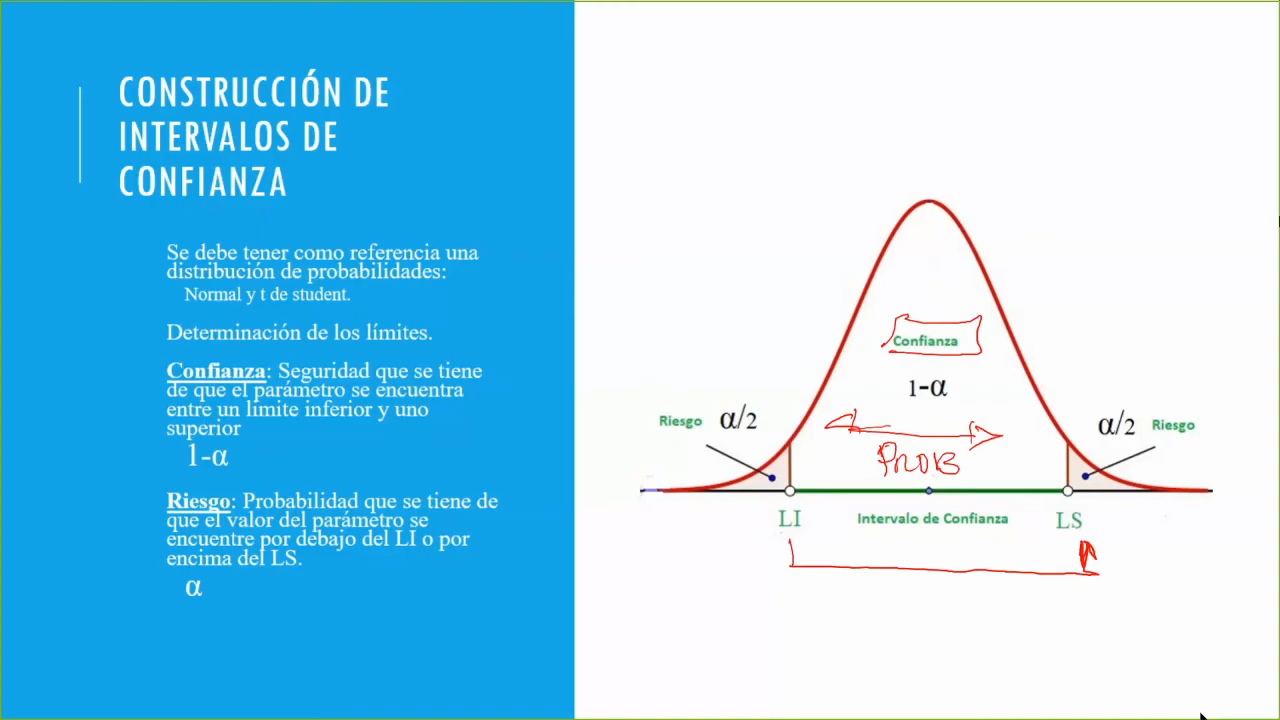 CONSTRUCCIÓN DE
INTERVALOS DE
CONFIANZA
Se debe tener como referencia una
distribución de probabilidades:
Normal y t de student.
Determinación de los límites.
Confianza: Seguridad que se tiene
de que el parámetro se encuentra
entre un límite inferior y uno
superior
1-α
Riesgo: Probabilidad que se tiene de
que el valor del parámetro se
encuentre por debajo del LI o por
encima del LS.
α
Confianza
1-α
Riesgo α/2
α/2 Riesgo
PROB
LI Intervalo de Confianza LS